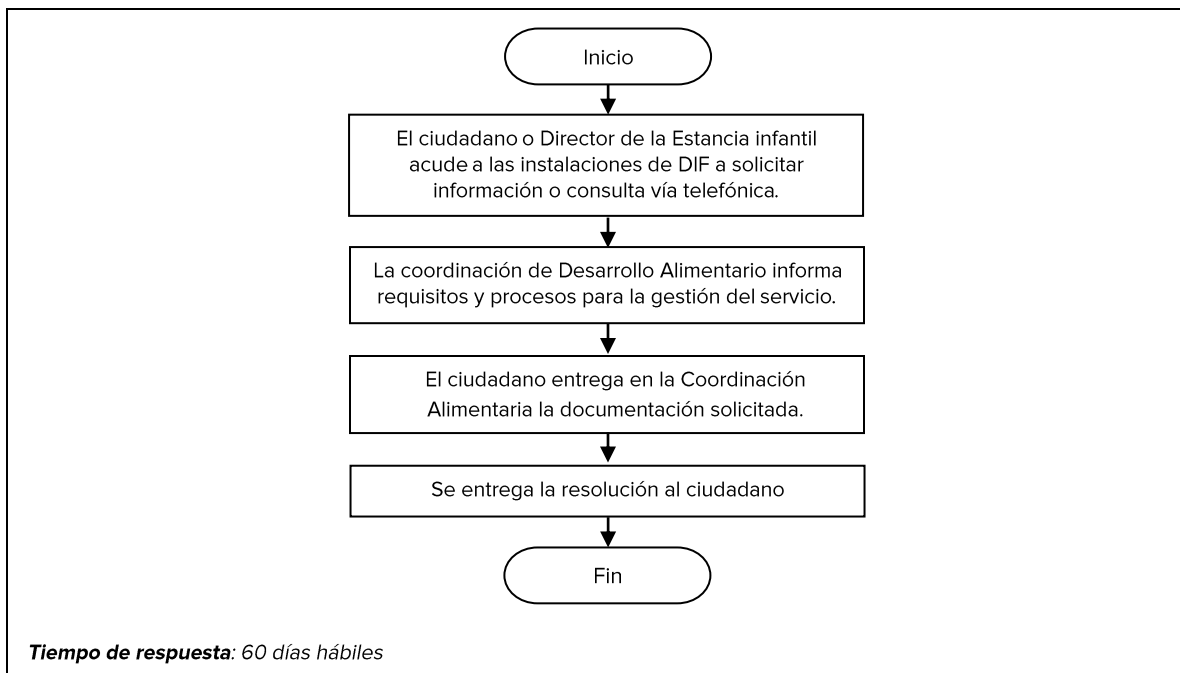 Inicio
El ciudadano o Director de la Estancia infantil
acude a las instalaciones de DIF a solicitar
información o consulta vía telefónica.
La coordinación de Desarrollo Alimentario informa
requisitos y procesos para la gestión del servicio.
El ciudadano entrega en la Coordinación
Alimentaria la documentación solicitada.
Se entrega la resolución al ciudadano
Fin
Tiempo de respuesta: 60 días hábiles